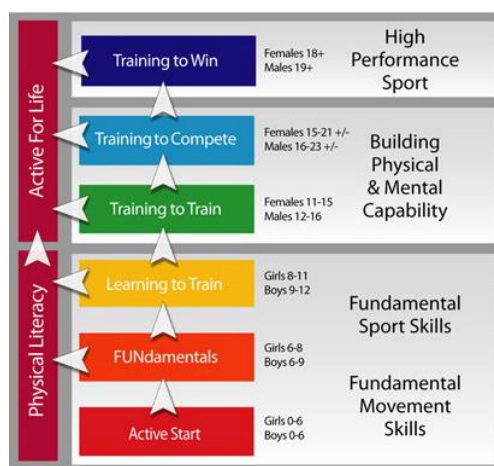 Active For Life
Physical Literacy
Training to Win
Females 18+
Males 19+
High
Performance
Sport
Training to Compete
Females 15-21 +/-
Males 16-23 +/-
Building
Physical
& Mental
Capability
Training to Train
Females 11-15
Males 12-16
Learning to Train
Girls 8-11
Boys 9-12
Fundamental
Sport Skills
FUNdamentals
Girls 6-8
Boys 6-9
Fundamental
Movement
Skills
Active Start
Girls 0-6
Boys 0-6